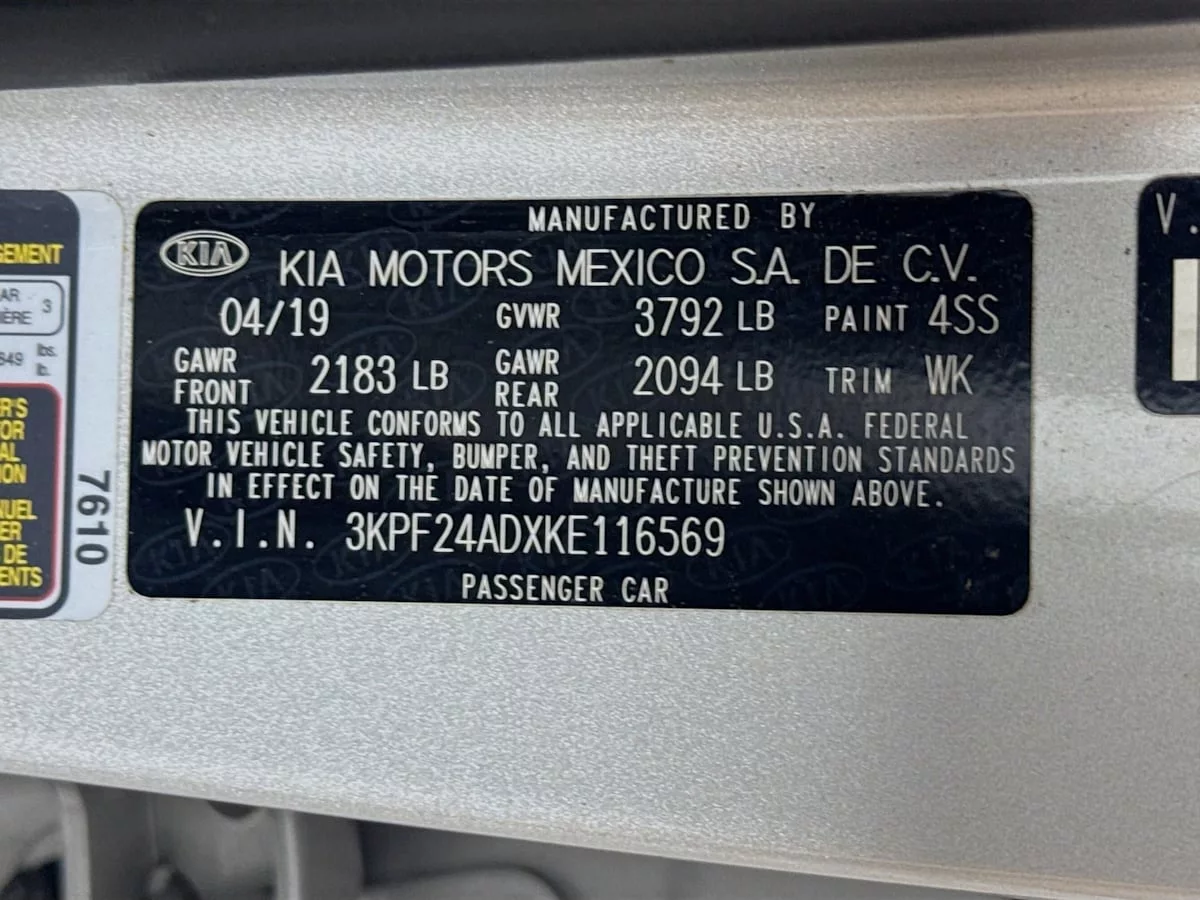 MANUFACTURED BY
KIA
KIA MOTORS MEXICO S.A. DE C.V.
04/19 GVWR 3792 LB PAINT 4SS
GAWR FRONT 2183 LB GAWR REAR 2094 LB TRIM WK
THIS VEHICLE CONFORMS TO ALL APPLICABLE U.S.A. FEDERAL
MOTOR VEHICLE SAFETY, BUMPER, AND THEFT PREVENTION STANDARDS
IN EFFECT ON THE DATE OF MANUFACTURE SHOWN ABOVE.
V.I.N. 3KPF24ADXKE116569
PASSENGER CAR
7610
3
lbs.
V.